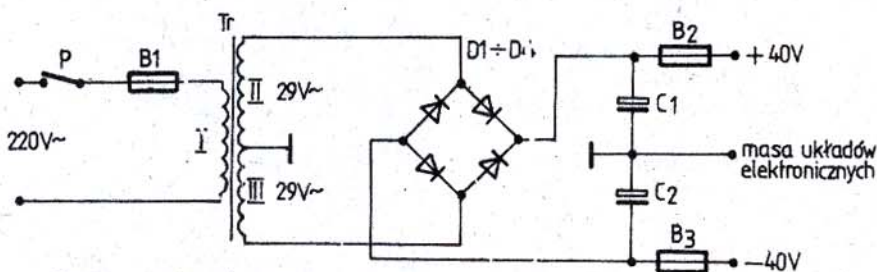 Tr
P
B1
220V~
I
II 29V~
III 29V~
D1÷D4
B2
+40V
C1
masa układów
elektronicznych
C2
B3
—40V